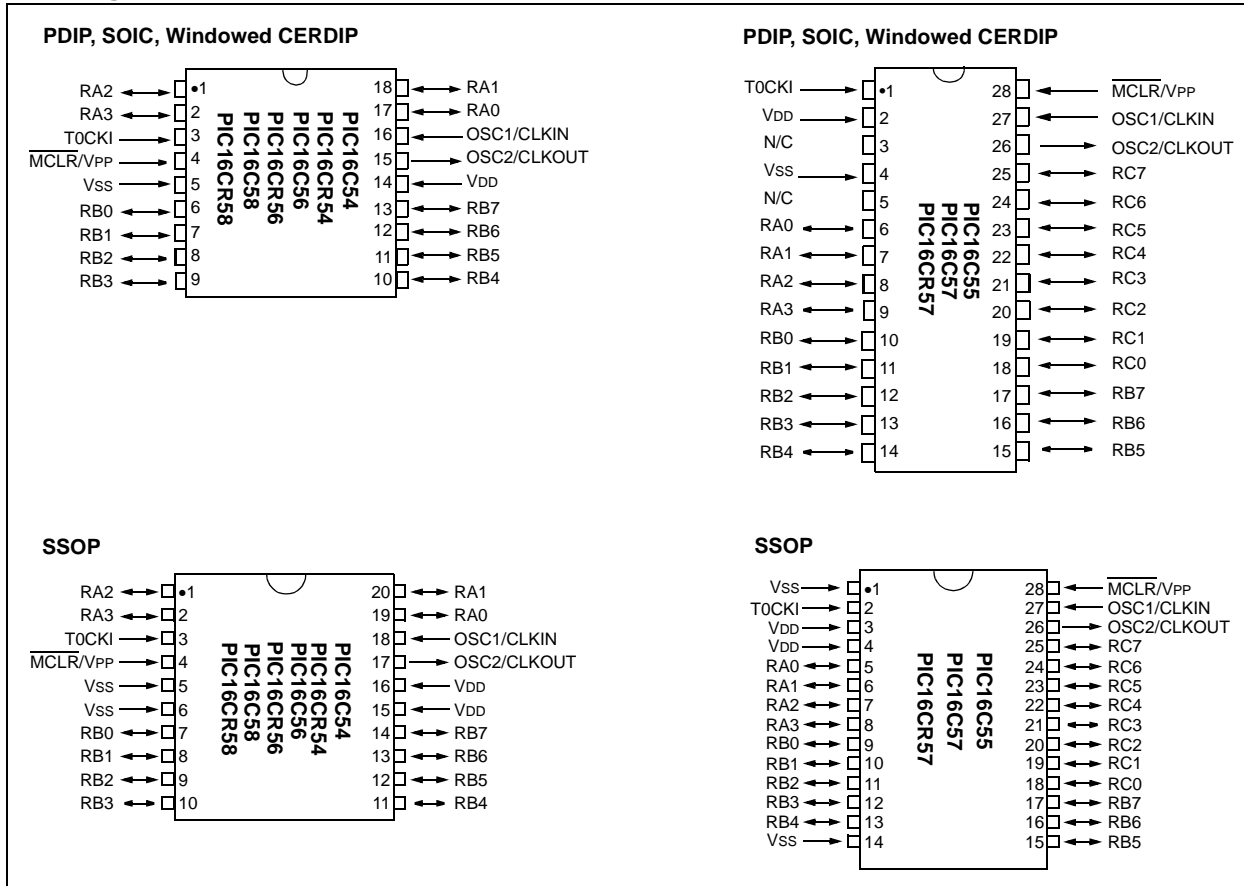 PDIP, SOIC, Windowed CERDIP
RA2 •1 18 RA1
RA3 2 17 RA0
T0CKI 3 16 OSC1/CLKIN
MCLR/VPP 4 15 OSC2/CLKOUT
VSS 5 14 VDD
RB0 6 13 RB7
RB1 7 12 RB6
RB2 8 11 RB5
RB3 9 10 RB4
PIC16C54
PIC16CR54
PIC16C56
PIC16CR56
PIC16C58
PIC16CR58
PDIP, SOIC, Windowed CERDIP
T0CKI •1 28 MCLR/VPP
VDD 2 27 OSC1/CLKIN
N/C 3 26 OSC2/CLKOUT
VSS 4 25 RC7
N/C 5 24 RC6
RA0 6 23 RC5
RA1 7 22 RC4
RA2 8 21 RC3
RA3 9 20 RC2
RB0 10 19 RC1
RB1 11 18 RC0
RB2 12 17 RB7
RB3 13 16 RB6
RB4 14 15 RB5
PIC16C55
PIC16C57
PIC16CR57
SSOP
RA2 •1 20 RA1
RA3 2 19 RA0
T0CKI 3 18 OSC1/CLKIN
MCLR/VPP 4 17 OSC2/CLKOUT
VSS 5 16 VDD
VSS 6 15 VDD
RB0 7 14 RB7
RB1 8 13 RB6
RB2 9 12 RB5
RB3 10 11 RB4
PIC16C54
PIC16CR54
PIC16C56
PIC16CR56
PIC16C58
PIC16CR58
SSOP
VSS •1 28 MCLR/VPP
T0CKI 2 27 OSC1/CLKIN
VDD 3 26 OSC2/CLKOUT
VDD 4 25 RC7
RA0 5 24 RC6
RA1 6 23 RC5
RA2 7 22 RC4
RA3 8 21 RC3
RB0 9 20 RC2
RB1 10 19 RC1
RB2 11 18 RC0
RB3 12 17 RB7
RB4 13 16 RB6
VSS 14 15 RB5
PIC16C55
PIC16C57
PIC16CR57